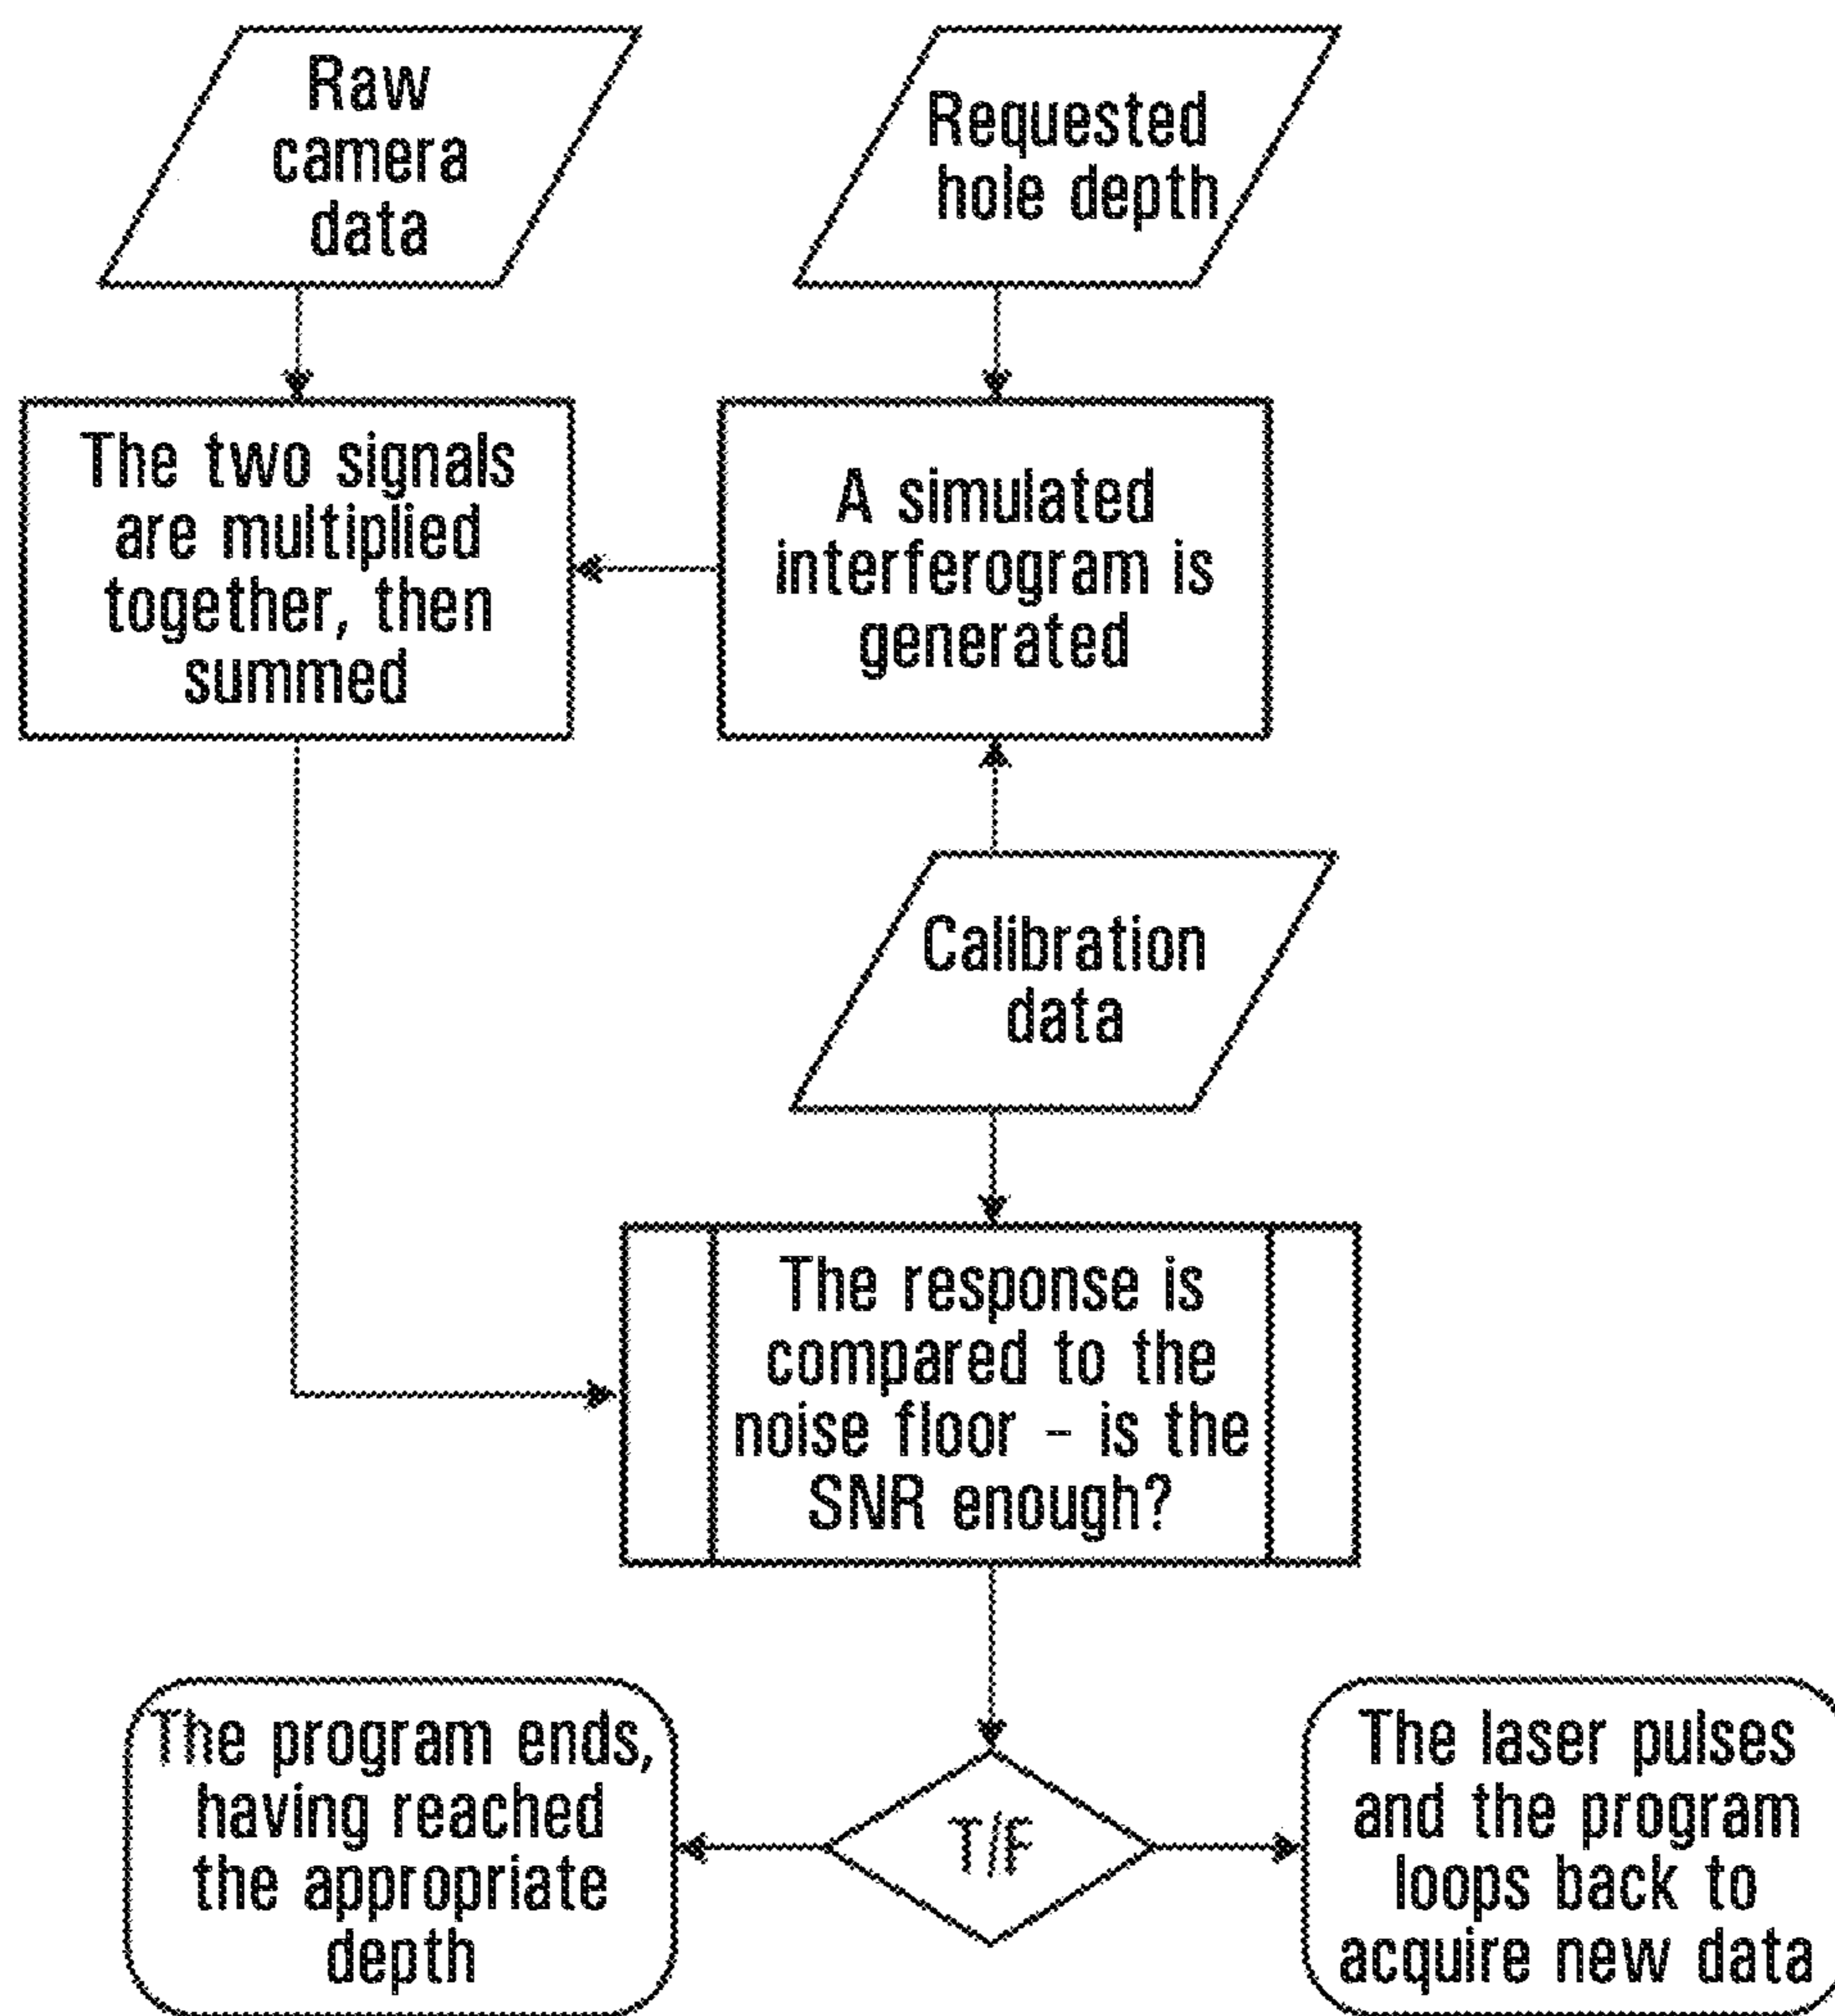 Raw
camera
data
Requested
hole depth
The two signals
are multiplied
together, then
summed
A simulated
interferogram is
generated
Calibration
data
The response is
compared to the
noise floor - is the
SNR enough?
The program ends,
having reached
the appropriate
depth
T/F
The laser pulses
and the program
loops back to
acquire new data